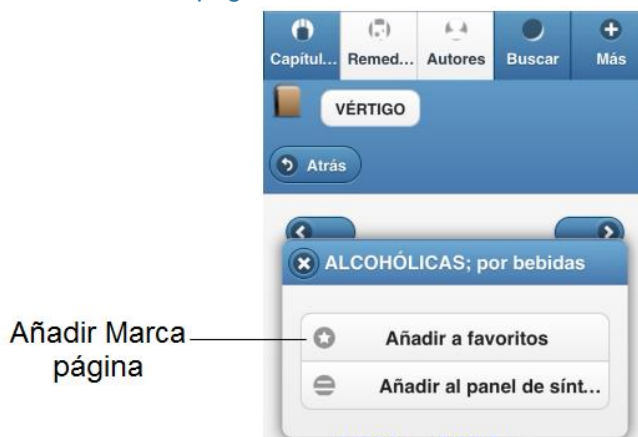 Capítul... Remed... Autores Buscar Más
VÉRTIGO
Atrás
ALCOHÓLICAS; por bebidas
Añadir Marca
página
Añadir a favoritos
Añadir al panel de sínt...